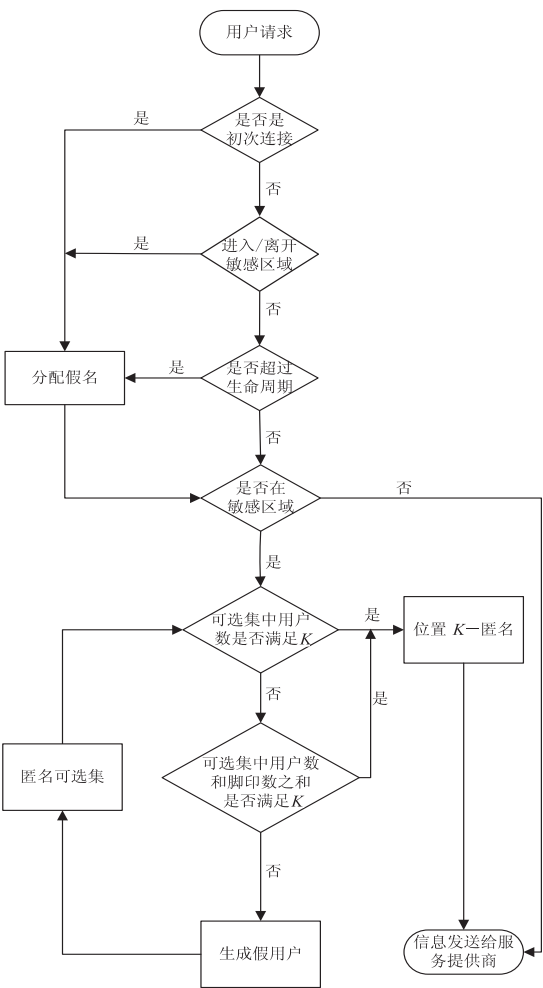 用户请求
是
是否是
初次连接
否
是
进入/离开
敏感区域
否
分配假名
是
是否超过
生命周期
否
是否在
敏感区域
否
是
可选集中用户
数是否满足K
是
位置 K—匿名
否
是
匿名可选集
可选集中用户数
和脚印数之和
是否满足K
否
生成假用户
信息发送给服
务提供商